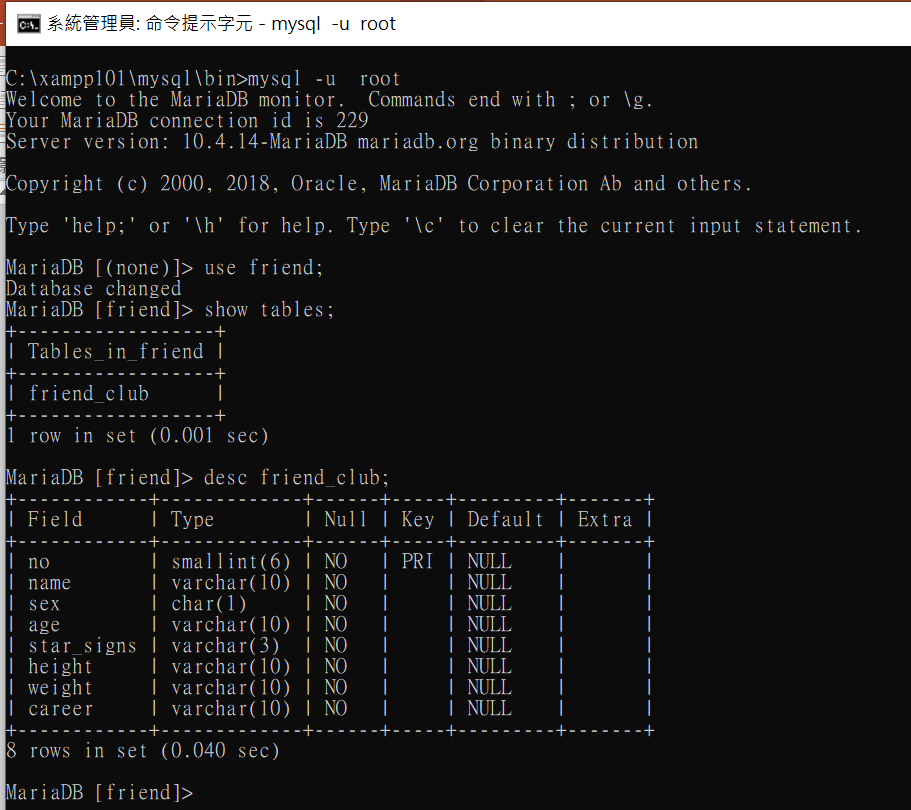 系統管理員: 命令提示字元 - mysql  -u  root
C:\xampp101\mysql\bin>mysql -u  root
Welcome to the MariaDB monitor.  Commands end with ; or \g.
Your MariaDB connection id is 229
Server version: 10.4.14-MariaDB mariadb.org binary distribution
Copyright (c) 2000, 2018, Oracle, MariaDB Corporation Ab and others.
Type 'help;' or '\h' for help. Type '\c' to clear the current input statement.
MariaDB [(none)]> use friend;
Database changed
MariaDB [friend]> show tables;
+------------------+
| Tables_in_friend |
+------------------+
| friend_club      |
+------------------+
1 row in set (0.001 sec)
MariaDB [friend]> desc friend_club;
+------------+-------------+------+-----+---------+-------+
| Field      | Type        | Null | Key | Default | Extra |
+------------+-------------+------+-----+---------+-------+
| no         | smallint(6) | NO   | PRI | NULL    |       |
| name       | varchar(10) | NO   |     | NULL    |       |
| sex        | char(1)     | NO   |     | NULL    |       |
| age        | varchar(10) | NO   |     | NULL    |       |
| star_signs | varchar(3)  | NO   |     | NULL    |       |
| height     | varchar(10) | NO   |     | NULL    |       |
| weight     | varchar(10) | NO   |     | NULL    |       |
| career     | varchar(10) | NO   |     | NULL    |       |
+------------+-------------+------+-----+---------+-------+
8 rows in set (0.040 sec)
MariaDB [friend]>